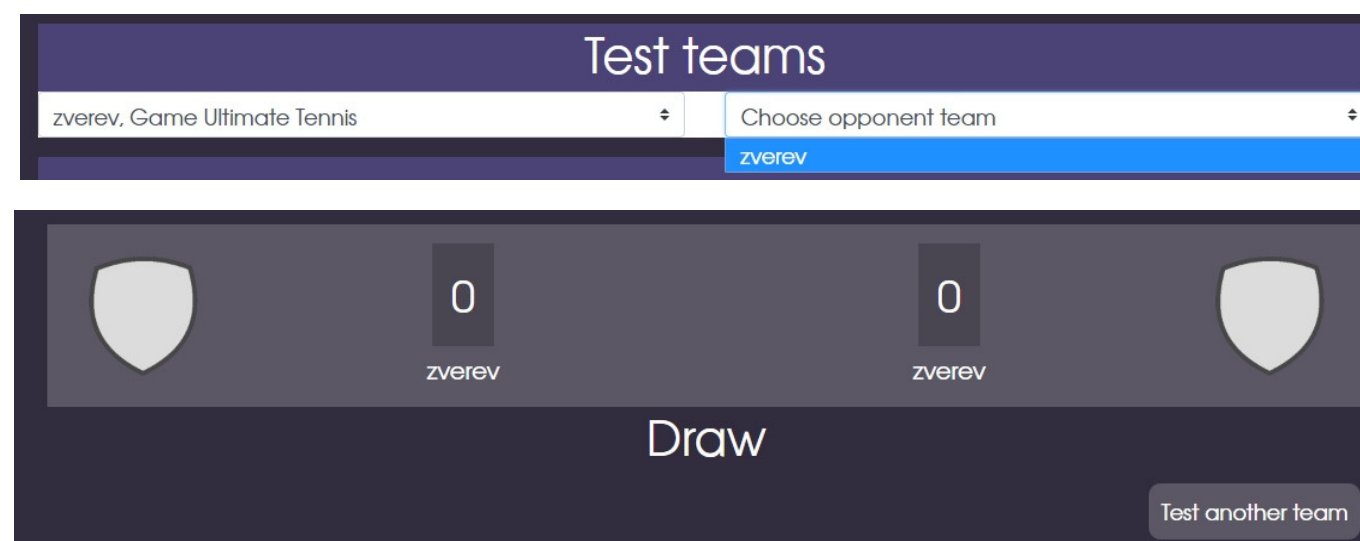 Test teams
zverev, Game Ultimate Tennis
Choose opponent team
zverev
0
0
zverev
zverev
Draw
Test another team